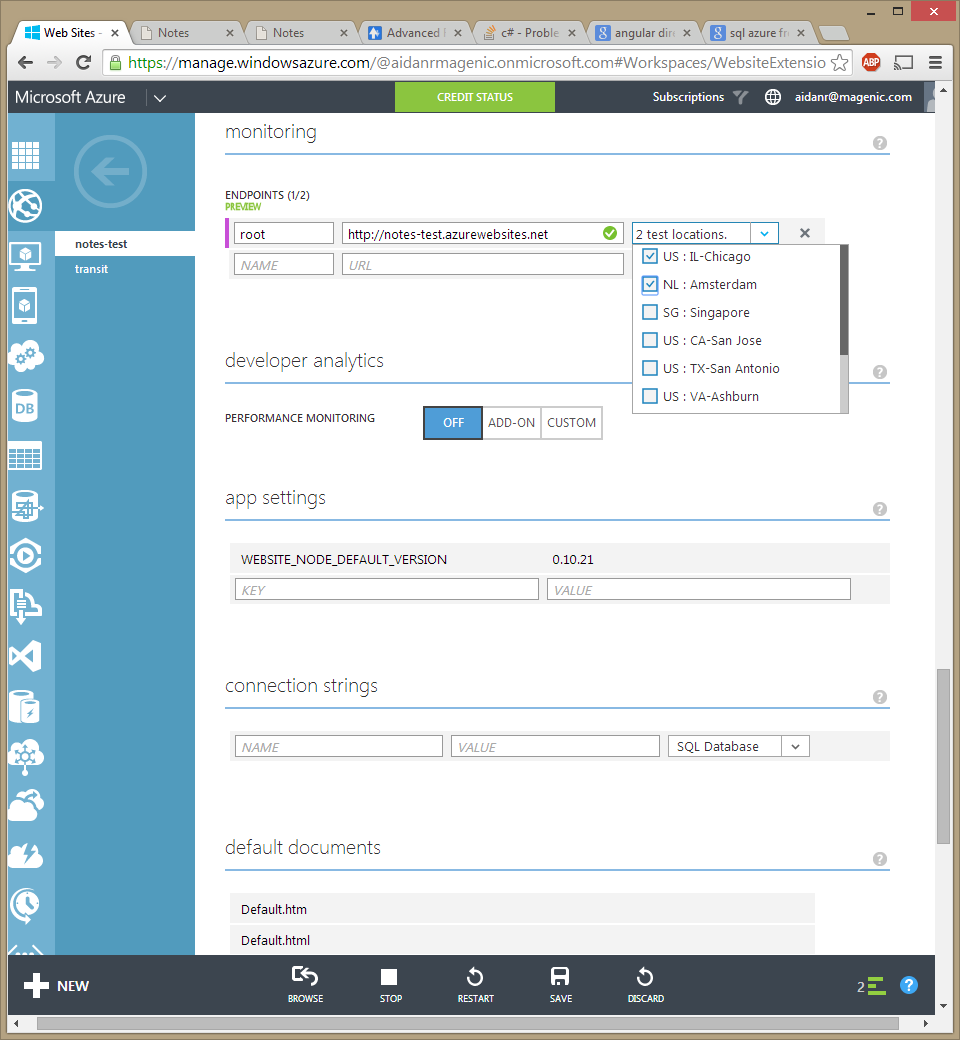 Web Sites -
Notes
Notes
Advanced
c# - Proble
angular dire
sql azure fr
https://manage.windowsazure.com/@aidanrmagenic.onmicrosoft.com#Workspaces/WebsiteExtensio
ABP
Microsoft Azure
CREDIT STATUS
Subscriptions
aidanr@magenic.com
notes-test
transit
DB
monitoring
?
ENDPOINTS (1/2)
PREVIEW
root http://notes-test.azurewebsites.net 2 test locations.
NAME URL
US : IL-Chicago
NL : Amsterdam
SG : Singapore
US : CA-San Jose
US : TX-San Antonio
US : VA-Ashburn
developer analytics
?
PERFORMANCE MONITORING OFF ADD-ON CUSTOM
app settings
?
WEBSITE_NODE_DEFAULT_VERSION 0.10.21
KEY VALUE
connection strings
?
NAME VALUE SQL Database
default documents
?
Default.htm
Default.html
NEW
BROWSE
STOP
RESTART
SAVE
DISCARD
2
?